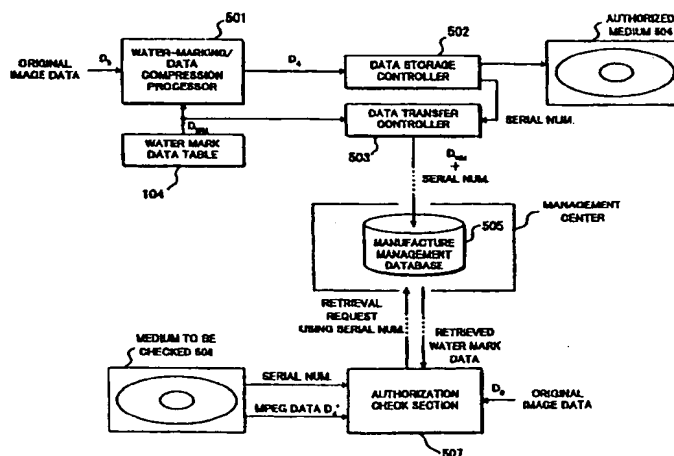 501
WATER-MARKING/
DATA
COMPRESSION
PROCESSOR
ORIGINAL
IMAGE DATA
D₄
502
DATA STORAGE
CONTROLLER
AUTHORIZED
MEDIUM 504
DATA TRANSFER
CONTROLLER
SERIAL NUM.
503
WATER MARK
DATA TABLE
104
+
SERIAL NUM.
MANAGEMENT
CENTER
505
MANUFACTURE
MANAGEMENT
DATABASE
RETRIEVAL
REQUEST
USING SERIAL NUM.
RETRIEVED
WATER MARK
DATA
MEDIUM TO BE
CHECKED
SERIAL NUM.
MPEG DATA
AUTHORIZATION
CHECK SECTION
ORIGINAL
IMAGE DATA
507